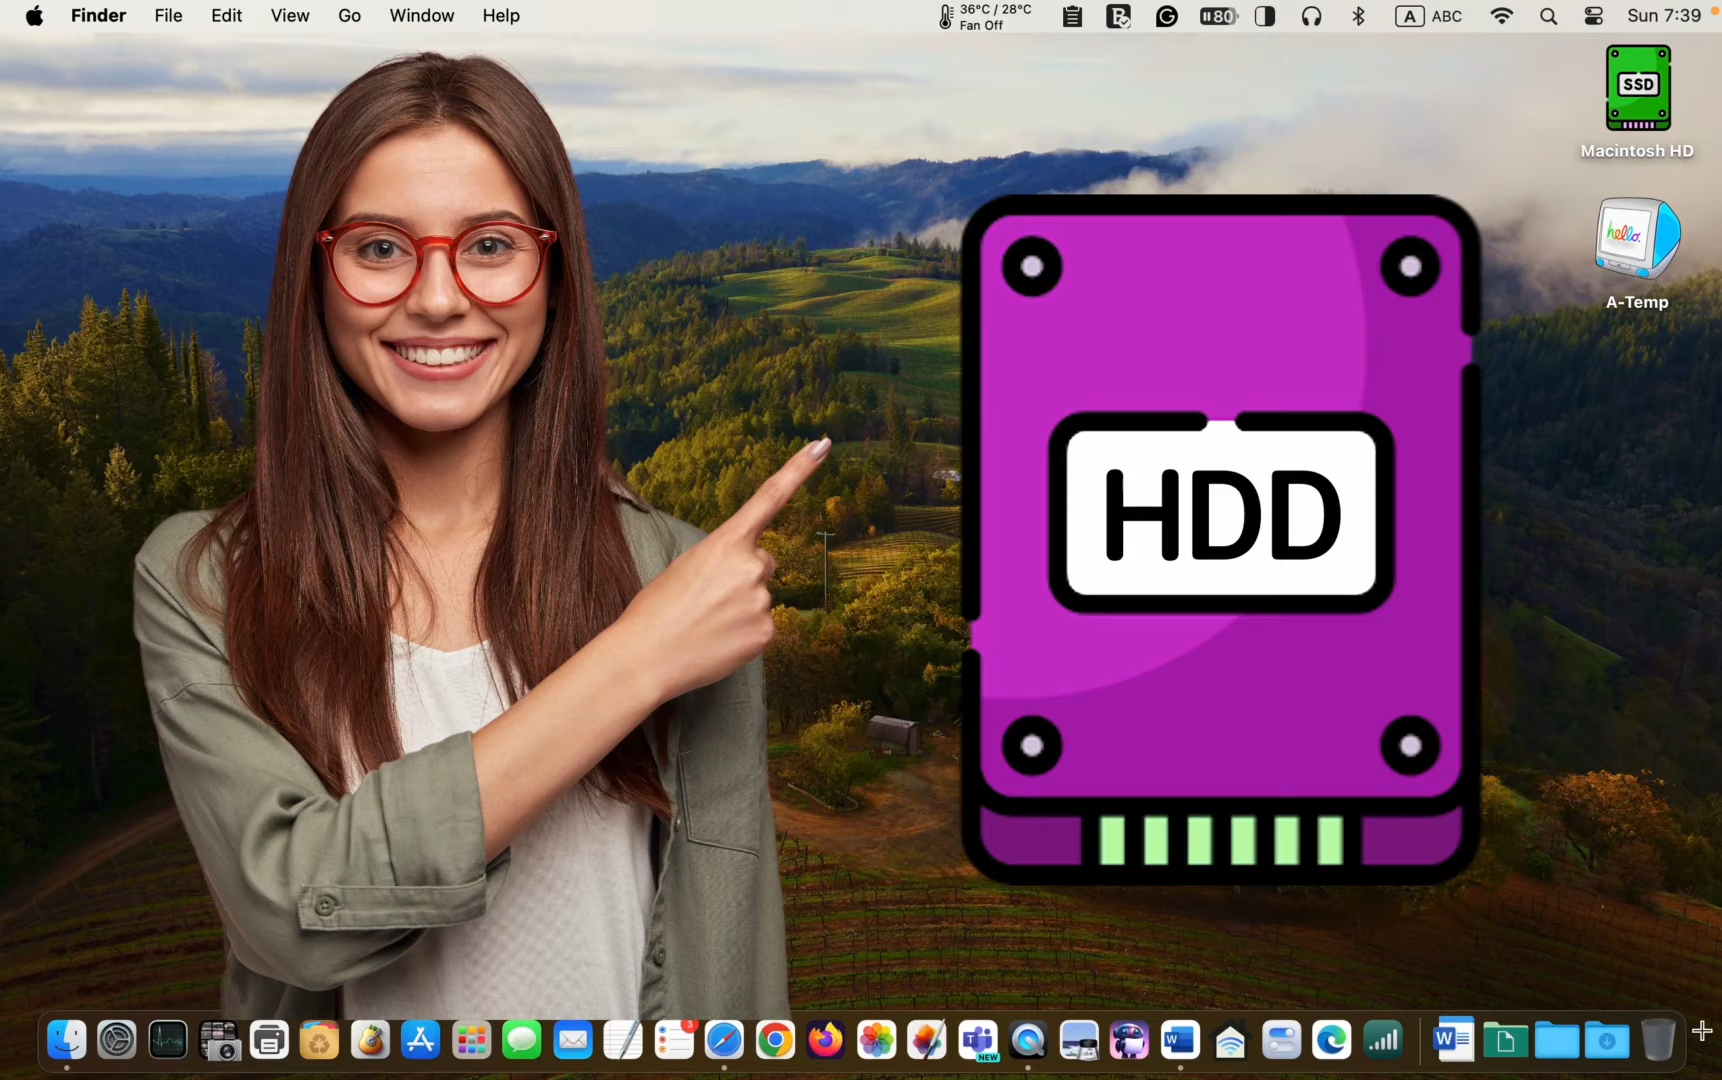 Finder File Edit View Go Window Help 36°C / 28°C Fan Off 80 A ABC Sun 7:39
SSD
Macintosh HD
hello.
A-Temp
HDD
3
NEW
W
W